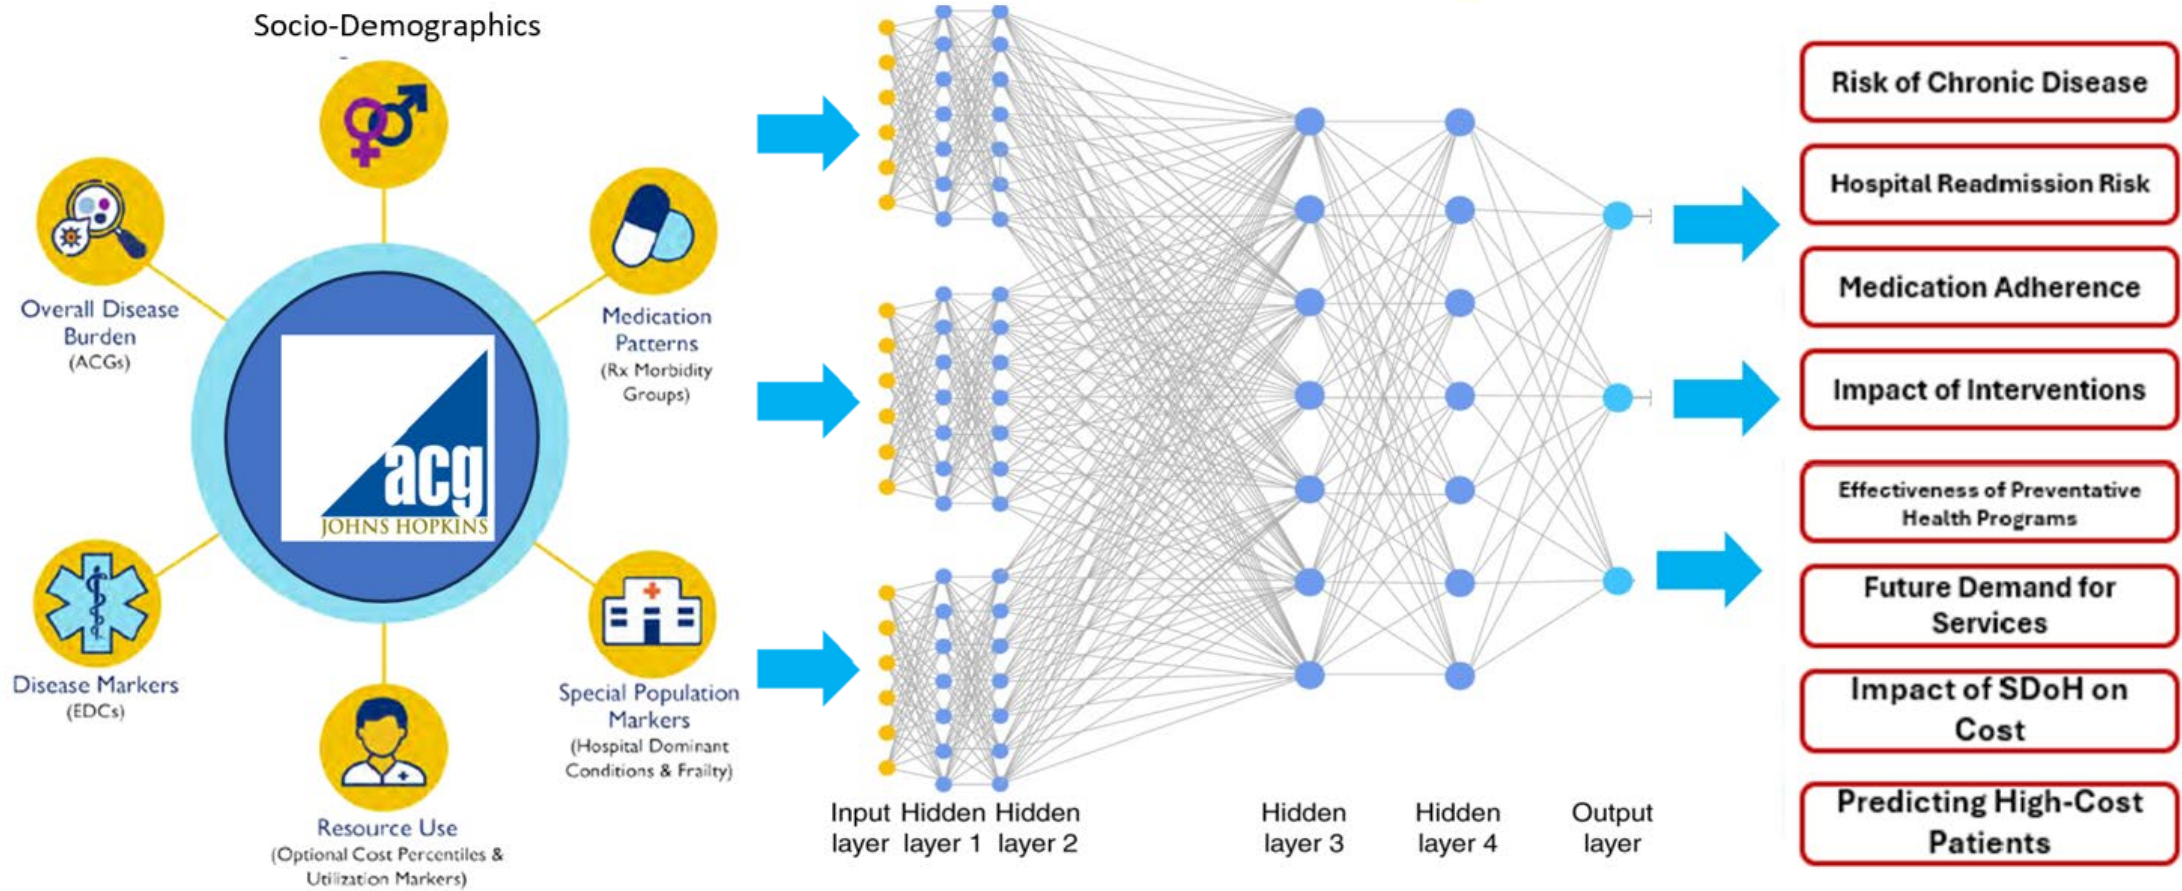 Socio-Demographics
Overall Disease
Burden
(ACGs)
Medication
Patterns
(Rx Morbidity
Groups)
acg
JOHNS HOPKINS
Disease Markers
(EDCs)
Special Population
Markers
(Hospital Dominant
Conditions & Frailty)
Resource Use
(Optional Cost Percentiles &
Utilization Markers)
Input
layer
Hidden
layer 1
Hidden
layer 2
Hidden
layer 3
Hidden
layer 4
Output
layer
Risk of Chronic Disease
Hospital Readmission Risk
Medication Adherence
Impact of Interventions
Effectiveness of Preventative
Health Programs
Future Demand for
Services
Impact of SDoH on
Cost
Predicting High-Cost
Patients